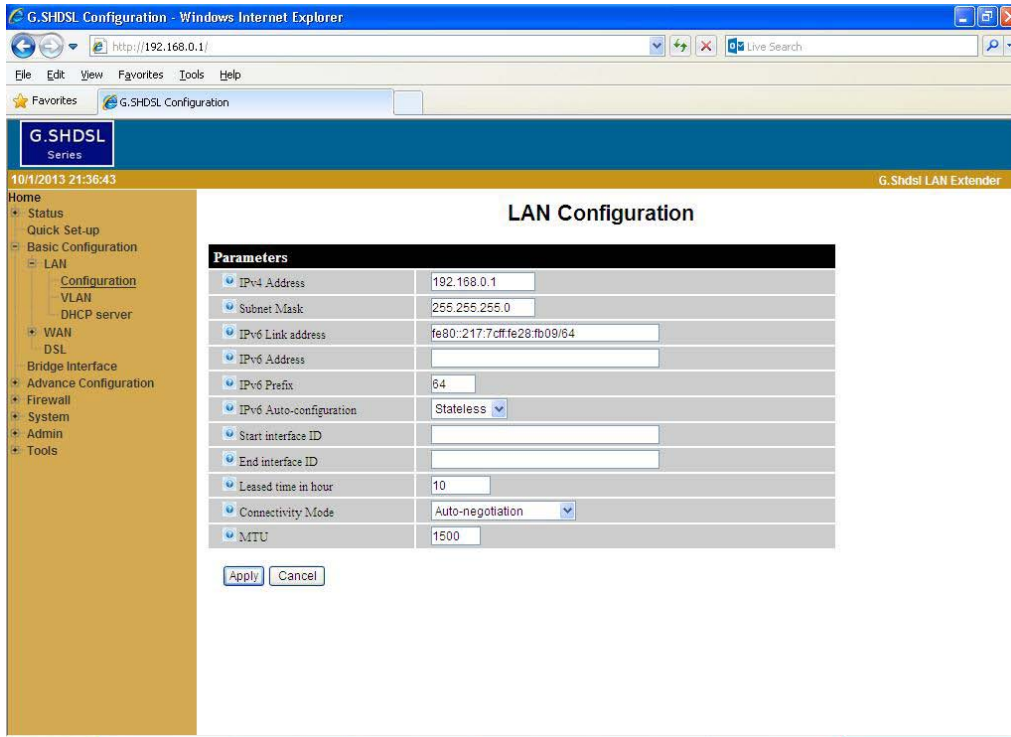 G.SHDSL Configuration - Windows Internet Explorer
http://192.168.0.1/
Live Search
File Edit View Favorites Tools Help
Favorites G.SHDSL Configuration
G.SHDSL
Series
10/1/2013 21:36:43 G.Shdsl LAN Extender
Home
Status
Quick Set-up
Basic Configuration
LAN
Configuration
VLAN
DHCP server
WAN
DSL
Bridge Interface
Advance Configuration
Firewall
System
Admin
Tools
LAN Configuration
Parameters
IPv4 Address 192.168.0.1
Subnet Mask 255.255.255.0
IPv6 Link address fe80::217:7cff:fe28:fb09/64
IPv6 Address
IPv6 Prefix 64
IPv6 Auto-configuration Stateless
Start interface ID
End interface ID
Leased time in hour 10
Connectivity Mode Auto-negotiation
MTU 1500
Apply Cancel